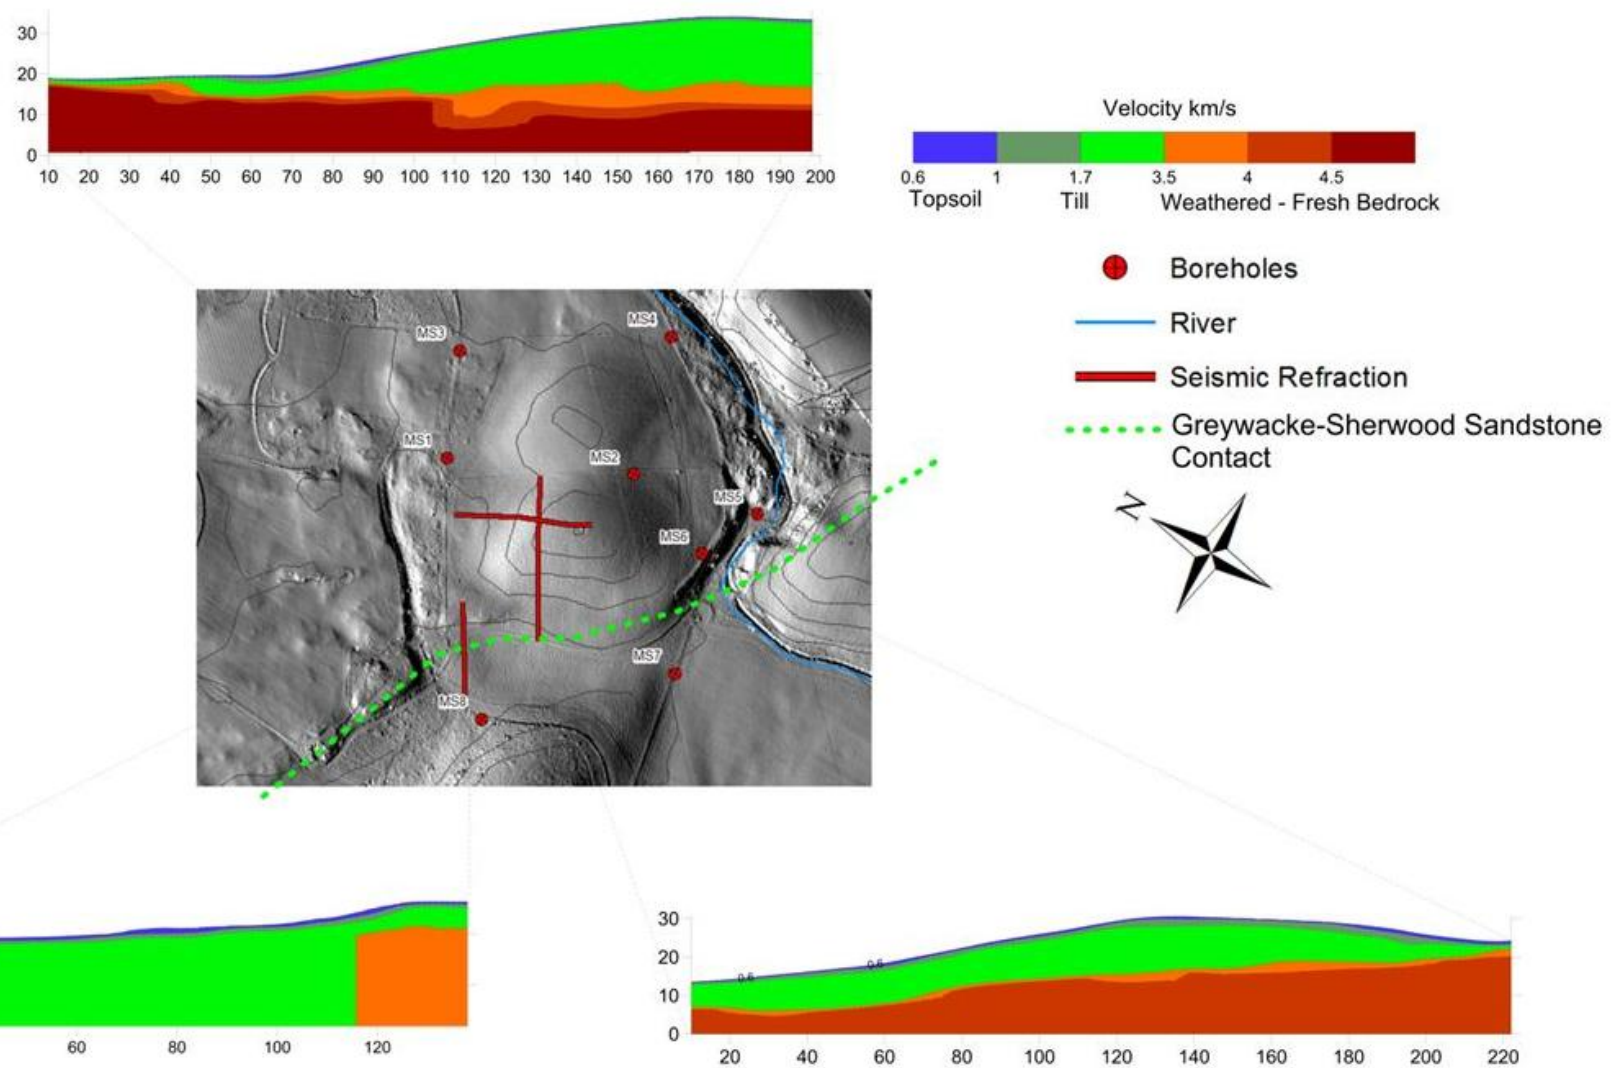 30
20
10
0
10 20 30 40 50 60 70 80 90 100 110 120 130 140 150 160 170 180 190 200
Velocity km/s
0.6 1 1.7 3.5 4 4.5
Topsoil Till Weathered - Fresh Bedrock
Boreholes
River
Seismic Refraction
Greywacke-Sherwood Sandstone
Contact
N
MS4
MS3
MS1
MS2
MS5
MS6
MS7
MS8
60 80 100 120
30
20
10
0
0.6 0.6
20 40 60 80 100 120 140 160 180 200 220